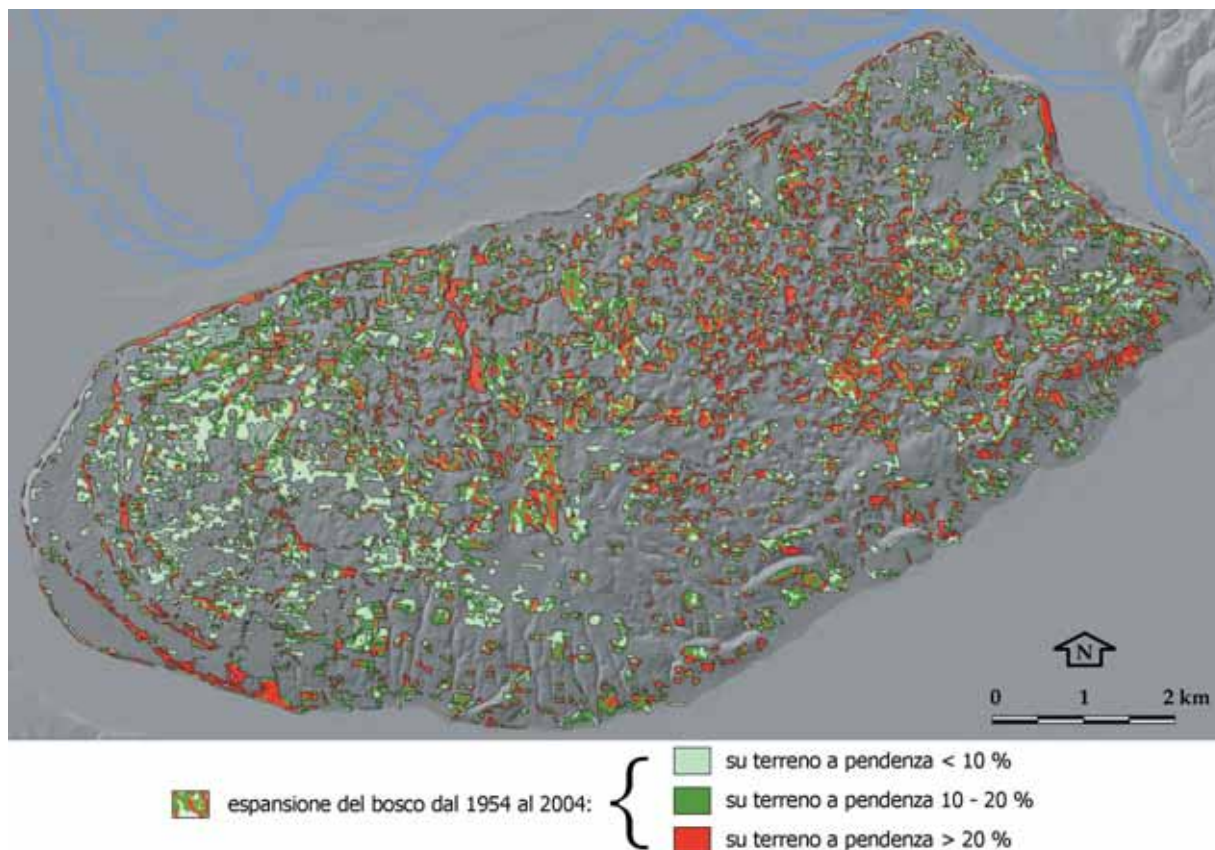 N
0 1 2 km
su terreno a pendenza < 10 %
espansione del bosco dal 1954 al 2004:
su terreno a pendenza 10 - 20 %
su terreno a pendenza > 20 %